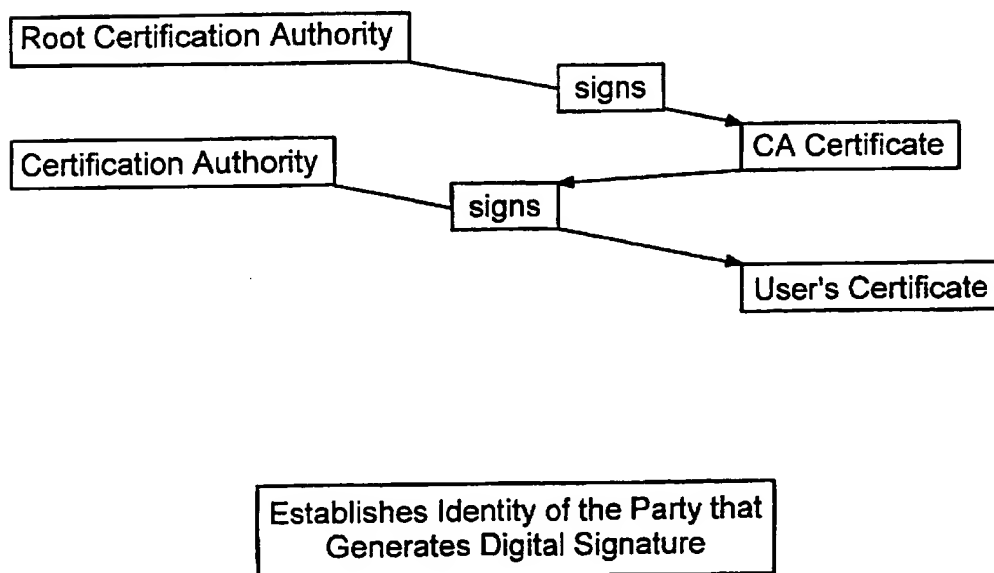 Root Certification Authority
signs
CA Certificate
Certification Authority
signs
User's Certificate
Establishes Identity of the Party that
Generates Digital Signature